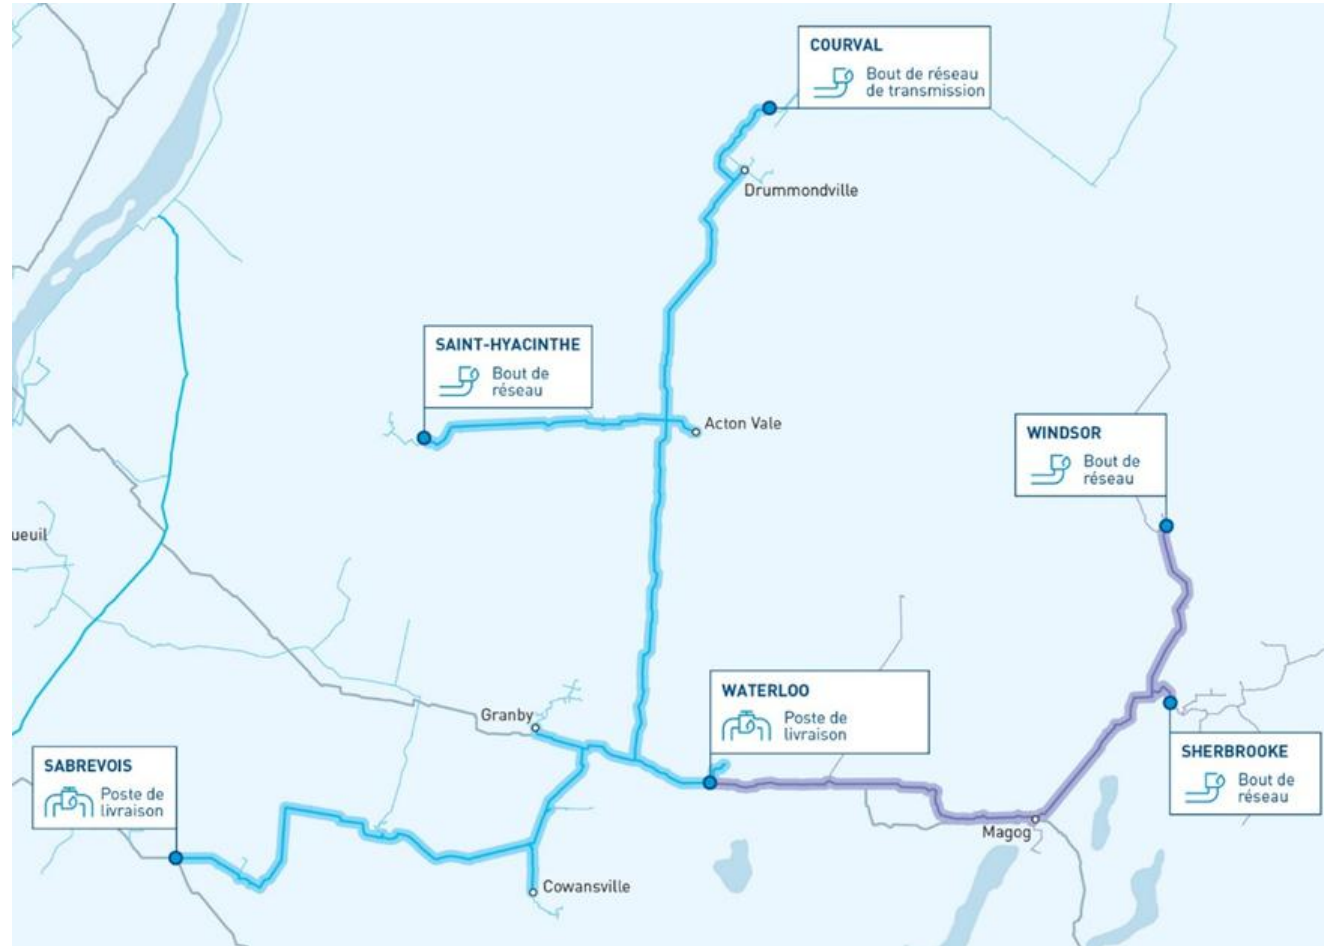 COURVAL
Bout de réseau
de transmission
Drummondville
SAINT-HYACINTHE
Bout de
réseau
Acton Vale
WINDSOR
Bout de
réseau
ueuil
WATERLOO
Poste de
livraison
Granby
SHERBROOKE
Bout de
réseau
SABREVOIS
Poste de
livraison
Magog
Cowansville